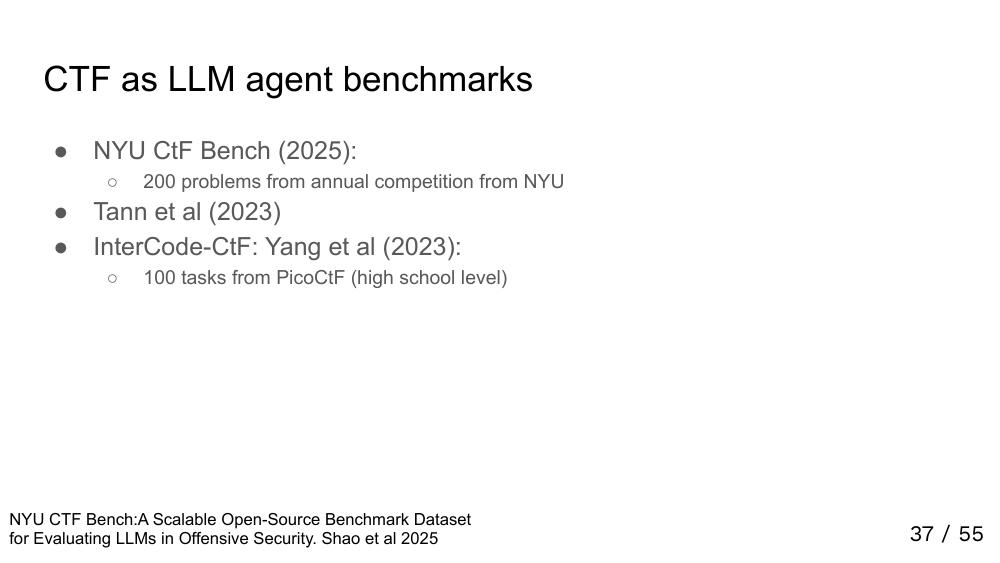 CTF as LLM agent benchmarks
● NYU CtF Bench (2025):
○ 200 problems from annual competition from NYU
● Tann et al (2023)
● InterCode-CtF: Yang et al (2023):
○ 100 tasks from PicoCtF (high school level)
NYU CTF Bench:A Scalable Open-Source Benchmark Dataset
for Evaluating LLMs in Offensive Security. Shao et al 2025
37 / 55